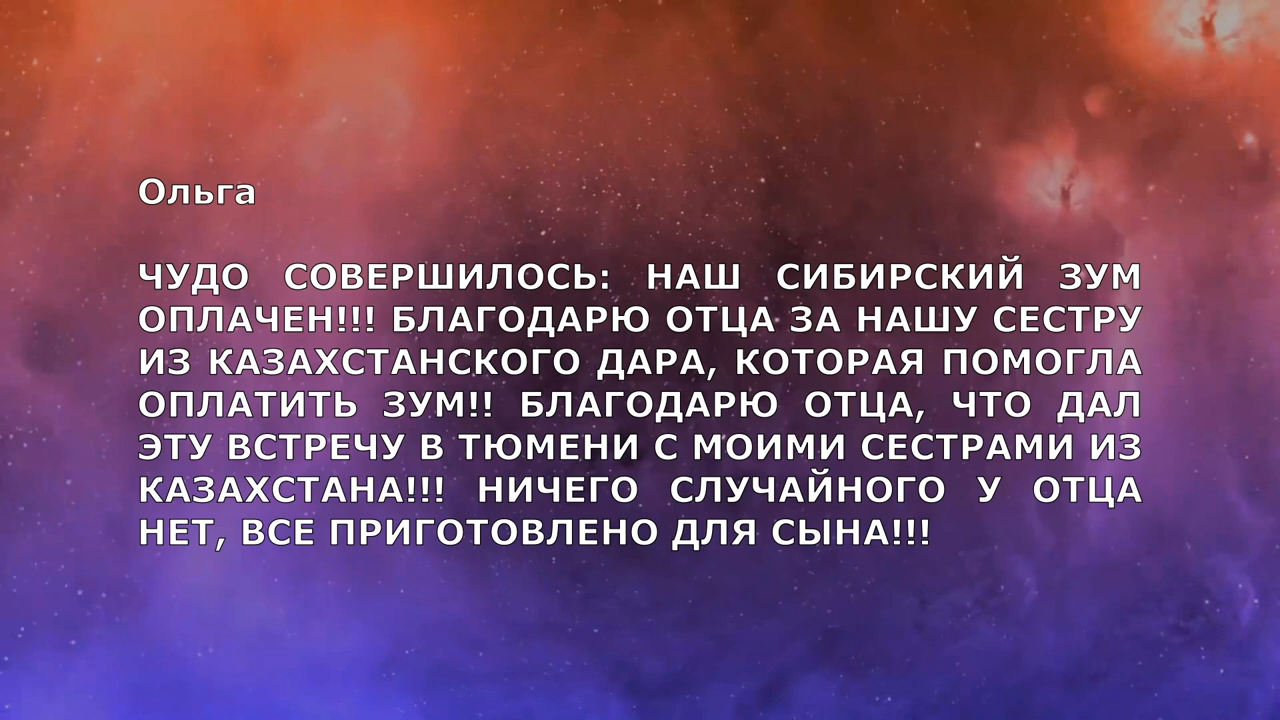 Ольга
ЧУДО СОВЕРШИЛОСЬ: НАШ СИБИРСКИЙ ЗУМ
ОПЛАЧЕН!!! БЛАГОДАРЮ ОТЦА ЗА НАШУ СЕСТРУ
ИЗ КАЗАХСТАНСКОГО ДАРА, КОТОРАЯ ПОМОГЛА
ОПЛАТИТЬ ЗУМ!! БЛАГОДАРЮ ОТЦА, ЧТО ДАЛ
ЭТУ ВСТРЕЧУ В ТЮМЕНИ С МОИМИ СЕСТРАМИ ИЗ
КАЗАХСТАНА!!! НИЧЕГО СЛУЧАЙНОГО У ОТЦА
НЕТ, ВСЕ ПРИГОТОВЛЕНО ДЛЯ СЫНА!!!